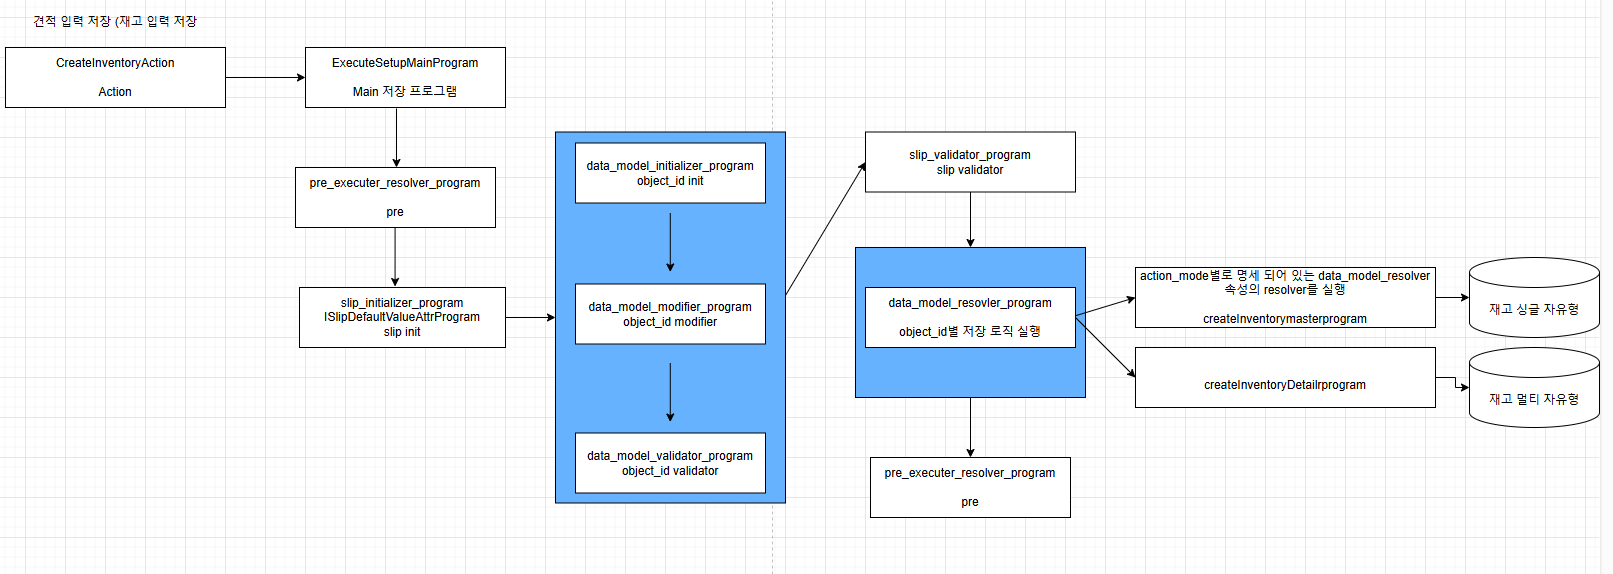 견적 입력 저장 (재고 입력 저장
CreateInventoryAction
Action
ExecuteSetupMainProgram
Main 저장 프로그램
pre_executer_resolver_program
pre
slip_initializer_program
ISlipDefaultValueAttrProgram
slip init
data_model_initializer_program
object_id init
data_model_modifier_program
object_id modifier
data_model_validator_program
object_id validator
slip_validator_program
slip validator
data_model_resovler_program
object_id별 저장 로직 실행
action_mode별로 명세 되어 있는 data_model_resolver
속성의 resolver를 실행
createInventorymasterprogram
재고 싱글 자유형
createInventoryDetailrprogram
재고 멀티 자유형
pre_executer_resolver_program
pre